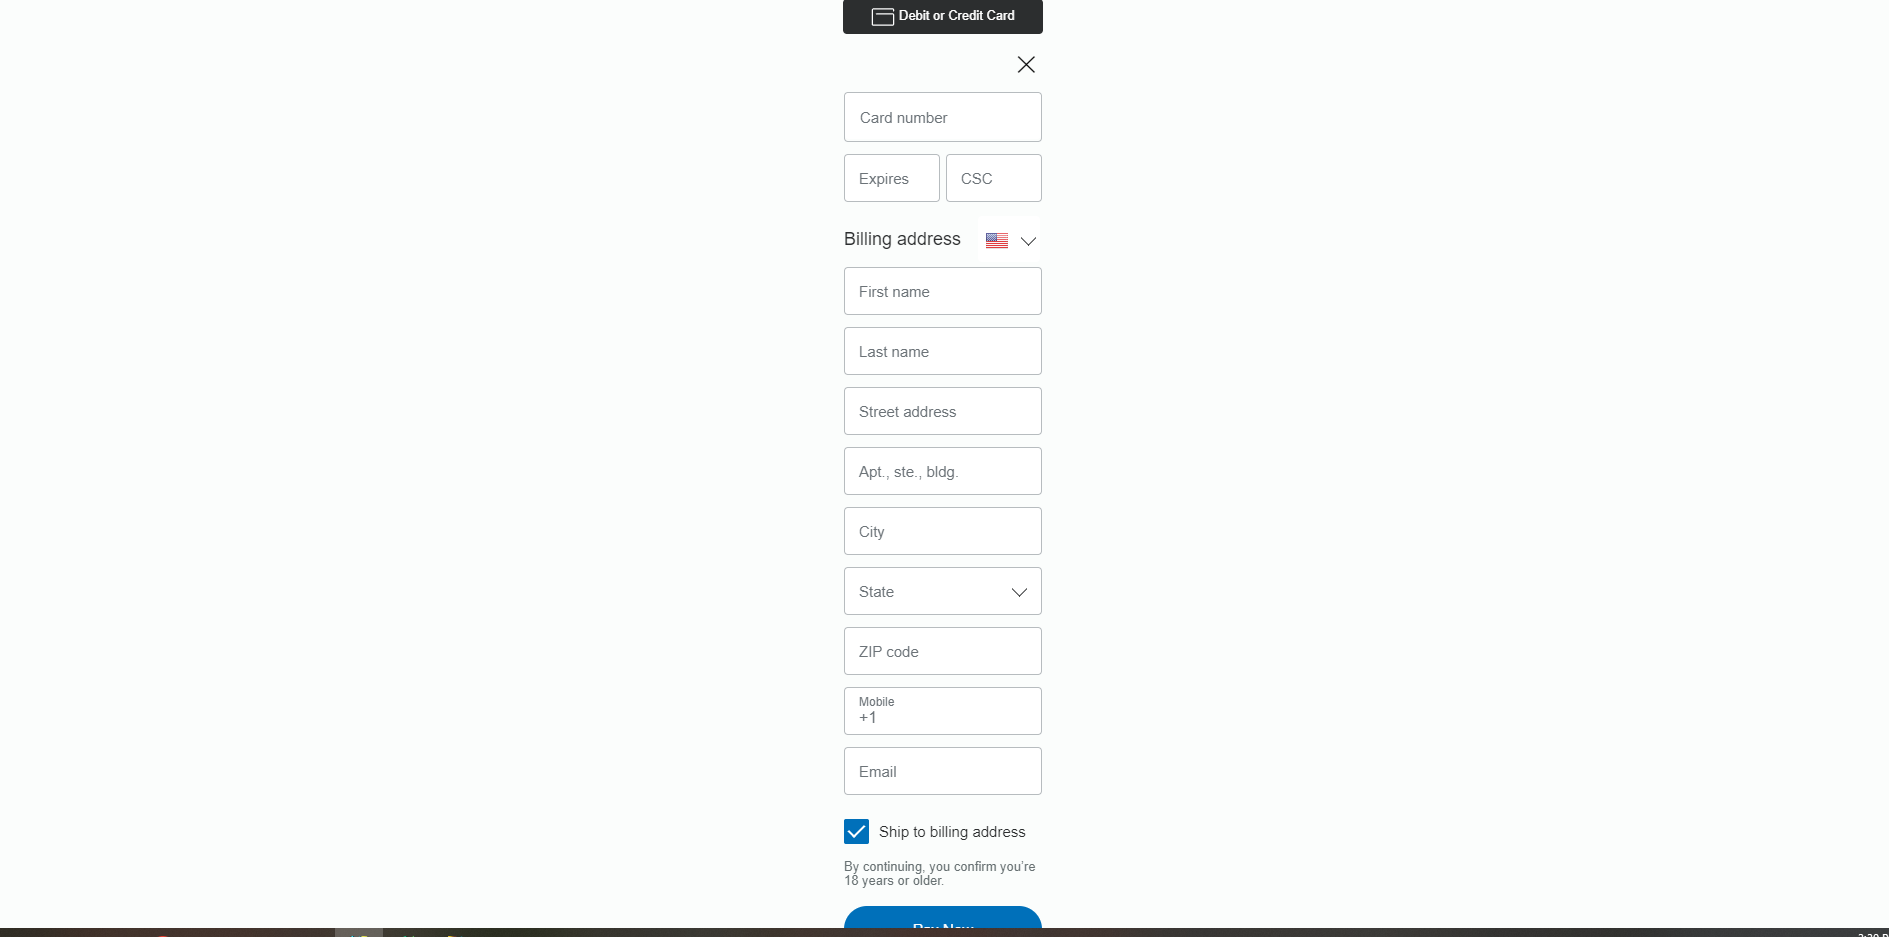 Debit or Credit Card
Card number
Expires CSC
Billing address
First name
Last name
Street address
Apt., ste., bldg.
City
State
ZIP code
Mobile
+1
Email
Ship to billing address
By continuing, you confirm you're
18 years or older.
Pay Now